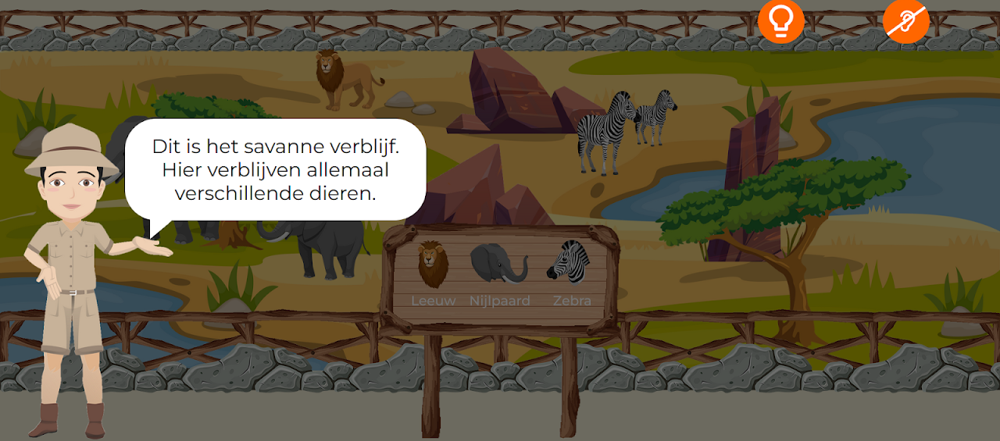 Dit is het savanne verblijf.
Hier verblijven allemaal
verschillende dieren.
Leeuw Nijlpaard Zebra